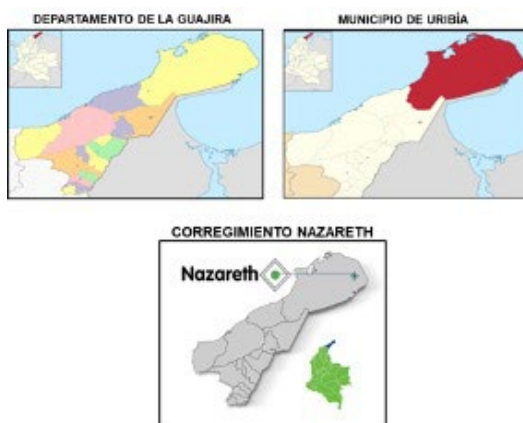 DEPARTAMENTO DE LA GUAJIRA
MUNICIPIO DE URIBÍA
CORREGIMIENTO NAZARETH
Nazareth